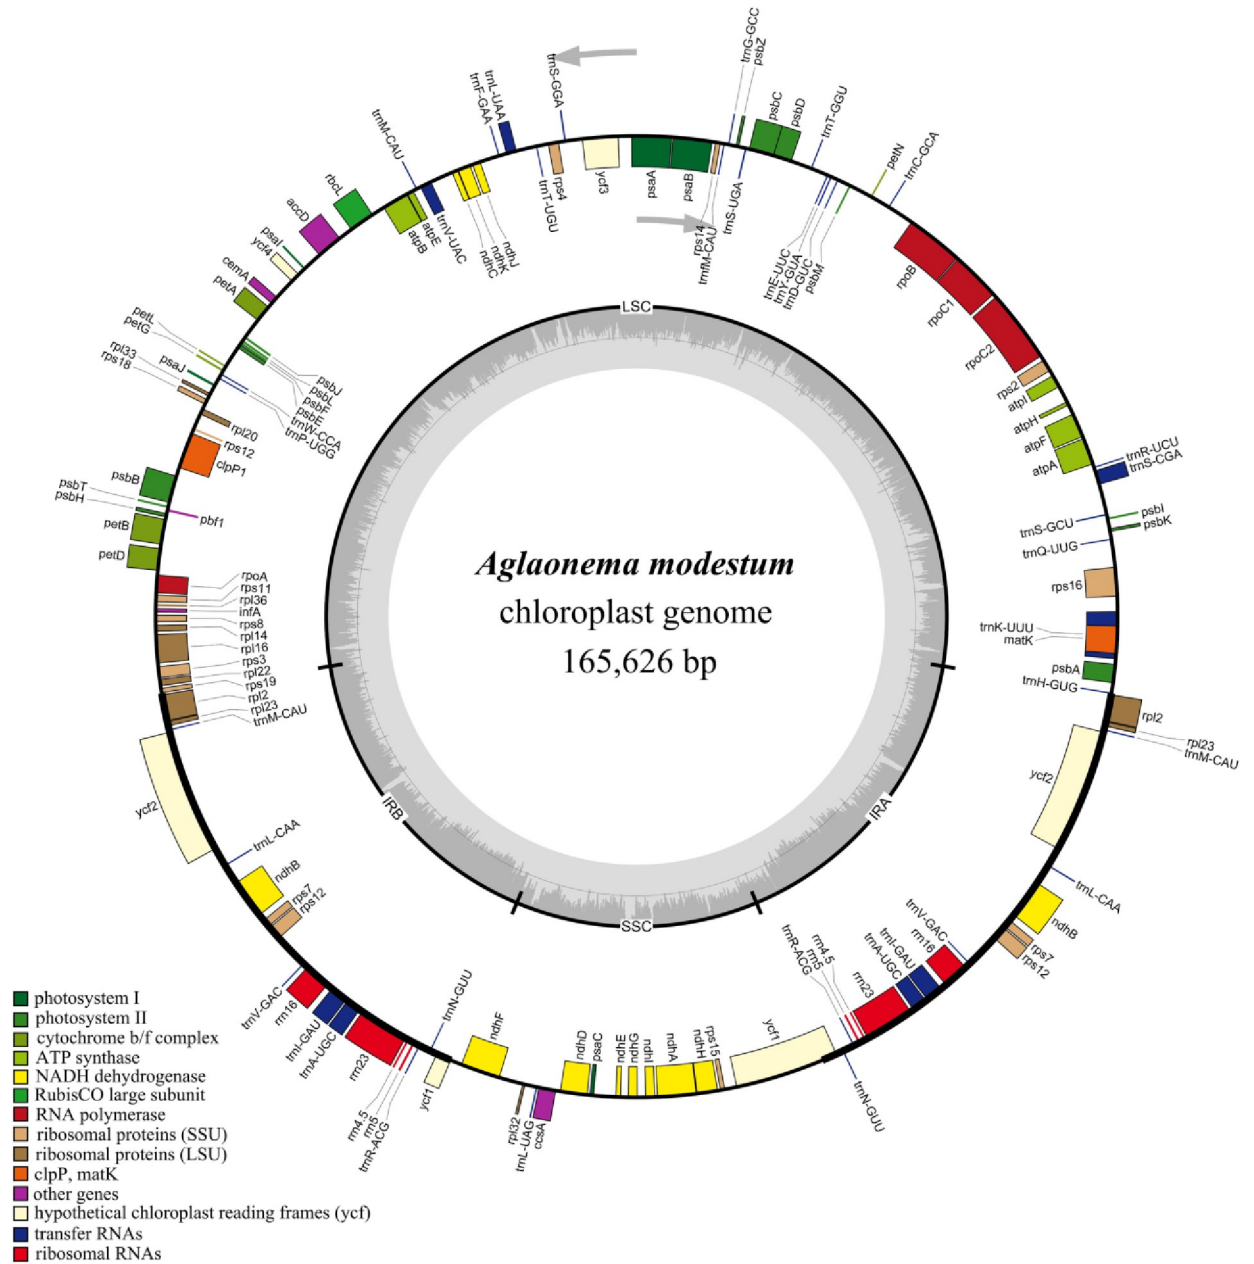 Aglaonema modestum
chloroplast genome
165,626 bp
LSC
IRA
SSC
IRB
trnG-GCC
psbZ
psbC
psbD
trnT-GGU
petN
trnC-GCA
psaA
psaB
rps14
trnfM-CAU
trnS-UGA
trnE-UUC
trnY-GUA
trnD-GUC
psbM
rpoB
rpoC1
rpoC2
rps2
atpI
atpH
atpF
atpA
trnR-UCU
trnS-CGA
trnS-GCU
psbI
psbK
trnQ-UUG
rps16
trnK-UUU
matK
psbA
trnH-GUG
rpl2
rpl23
trnM-CAU
ycf2
trnL-CAA
ndhB
rps7
rps12
trnV-GAC
rrn16
trnI-GAU
trnA-UGC
rrn23
rrn4.5
rrn5
trnR-ACG
trnN-GUU
ycf1
rps15
ndhH
ndhA
ndhI
ndhG
ndhE
psaC
ndhD
ccsA
trnL-UAG
rpl32
ndhF
ycf1
trnN-GUU
trnR-ACG
rrn5
rrn4.5
rrn23
trnA-UGC
trnI-GAU
rrn16
trnV-GAC
rps12
rps7
ndhB
trnL-CAA
ycf2
trnM-CAU
rpl23
rpl2
rps19
rpl22
rps3
rpl16
rpl14
rps8
infA
rpl36
rps11
rpoA
petD
petB
psbH
psbT
psbB
pbf1
clpP1
rps12
rpl20
rps18
rpl33
psaJ
trnP-UGG
trnW-CCA
petG
petL
psbE
psbF
psbL
psbJ
petA
cemA
ycf4
psaI
accD
rbcL
atpB
atpE
trnM-CAU
trnV-UAC
ndhC
ndhK
ndhJ
trnF-GAA
trnL-UAA
trnT-UGU
rps4
trnS-GGA
ycf3
photosystem I
photosystem II
cytochrome b/f complex
ATP synthase
NADH dehydrogenase
RubisCO large subunit
RNA polymerase
ribosomal proteins (SSU)
ribosomal proteins (LSU)
clpP, matK
other genes
hypothetical chloroplast reading frames (ycf)
transfer RNAs
ribosomal RNAs